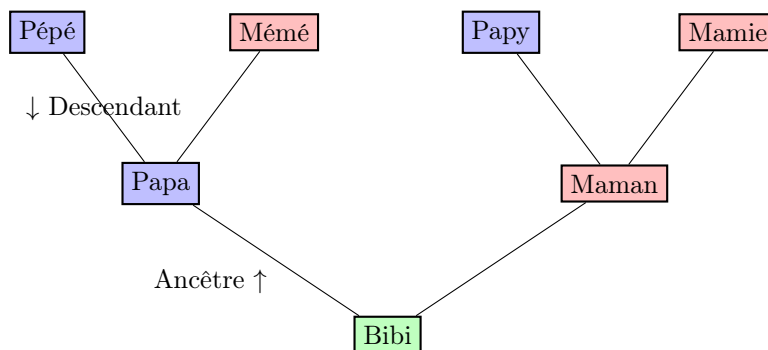 Pépé
Mémé
Papy
Mamie
↓ Descendant
Papa
Maman
Ancêtre ↑
Bibi